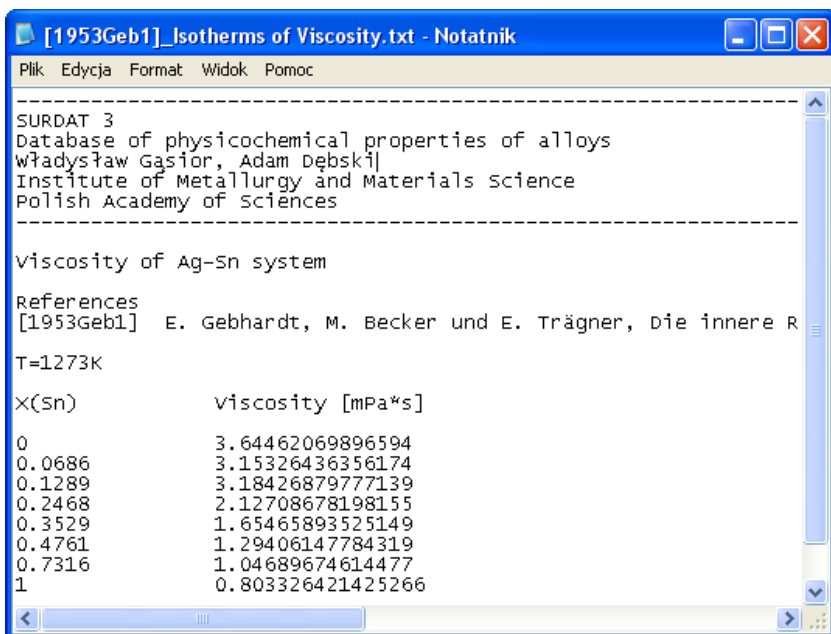 [1953Geb1]_Isotherms of Viscosity.txt - Notatnik
Plik Edycja Format Widok Pomoc
------------------------------------------------------------------
SURDAT 3
Database of physicochemical properties of alloys
Władysław Gąsior, Adam Dębski
Institute of Metallurgy and Materials Science
Polish Academy of Sciences
------------------------------------------------------------------
Viscosity of Ag-Sn system
References
[1953Geb1] E. Gebhardt, M. Becker und E. Trägner, Die innere R
T=1273K
X(Sn) Viscosity [mPa*s]
0 3.64462069896594
0.0686 3.15326436356174
0.1289 3.18426879777139
0.2468 2.12708678198155
0.3529 1.65465893525149
0.4761 1.29406147784319
0.7316 1.04689674614477
1 0.803326421425266